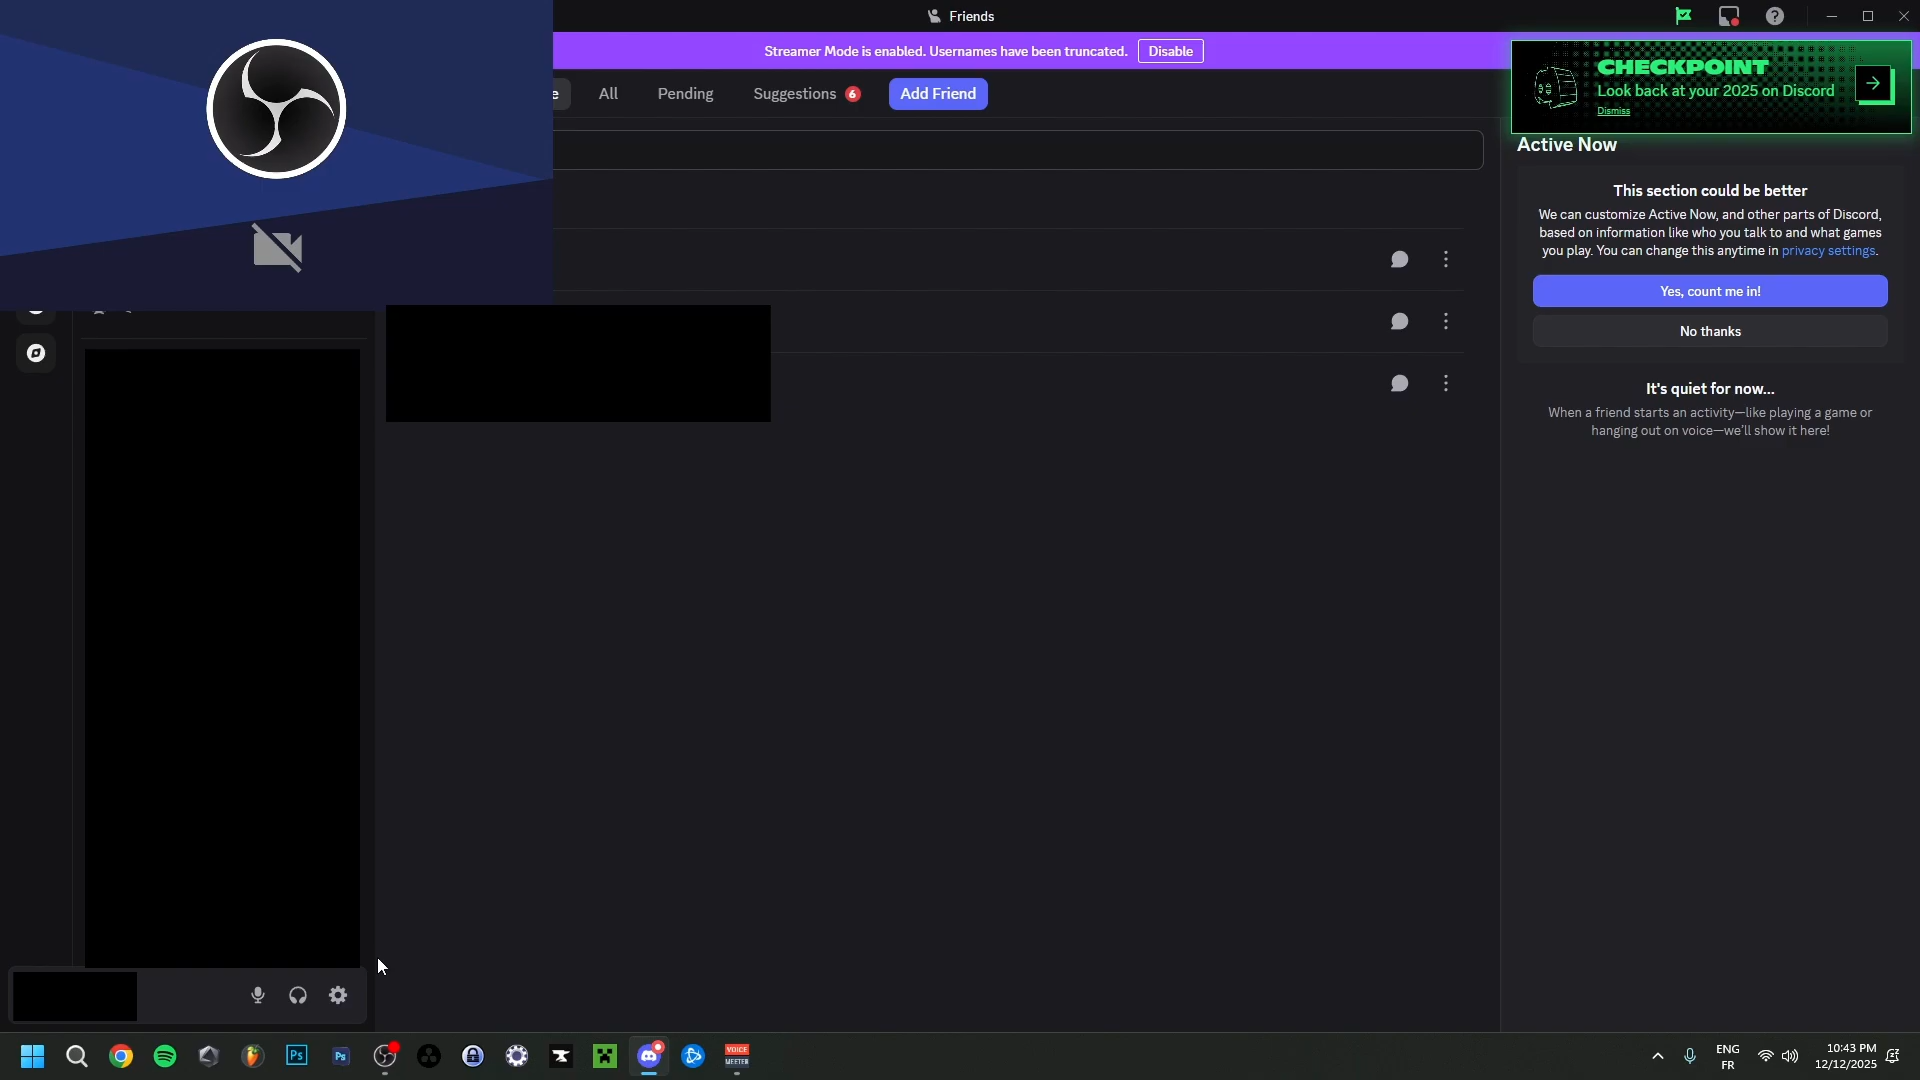 Friends
Streamer Mode is enabled. Usernames have been truncated. Disable
CHECKPOINT
Look back at your 2025 on Discord
Dismiss
All Pending Suggestions 6 Add Friend
Active Now
This section could be better
We can customize Active Now, and other parts of Discord,
based on information like who you talk to and what games
you play. You can change this anytime in privacy settings.
Yes, count me in!
No thanks
It's quiet for now...
When a friend starts an activity—like playing a game or
hanging out on voice—we'll show it here!
Ps
Ps
VOICE
MEETER
ENG
FR
10:43 PM
12/12/2025